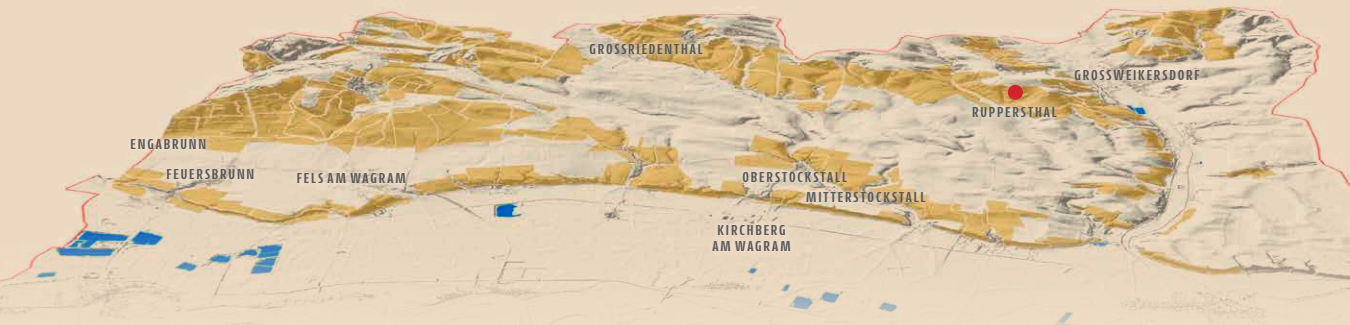 GROSSRIEDENTHAL
GROSSWEIKERSDORF
RUPPERSTHAL
ENGABRUNN
FEUERSBRUNN
FELS AM WAGRAM
OBERSTOCKSTALL
MITTERSTOCKSTALL
KIRCHBERG
AM WAGRAM